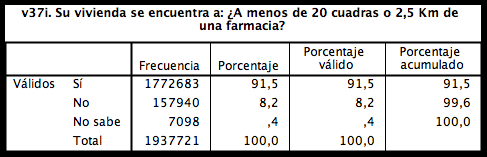 v37i. Su vivienda se encuentra a: ¿A menos de 20 cuadras o 2,5 Km de
una farmacia?
Frecuencia Porcentaje Porcentaje válido Porcentaje acumulado
Válidos Sí 1772683 91,5 91,5 91,5
No 157940 8,2 8,2 99,6
No sabe 7098 ,4 ,4 100,0
Total 1937721 100,0 100,0